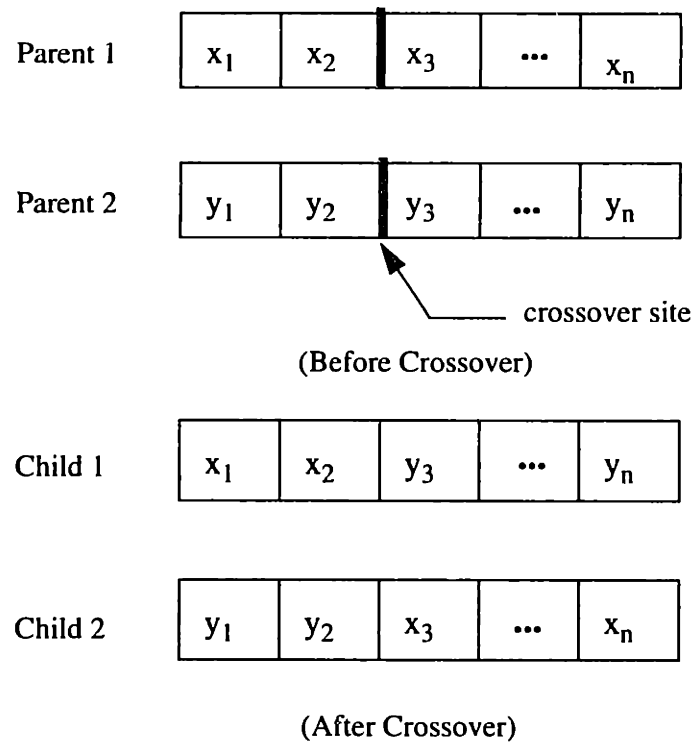 Parent 1 x1 x2 x3 ... xn
Parent 2 y1 y2 y3 ... yn
crossover site
(Before Crossover)
Child 1 x1 x2 y3 ... yn
Child 2 y1 y2 x3 ... xn
(After Crossover)